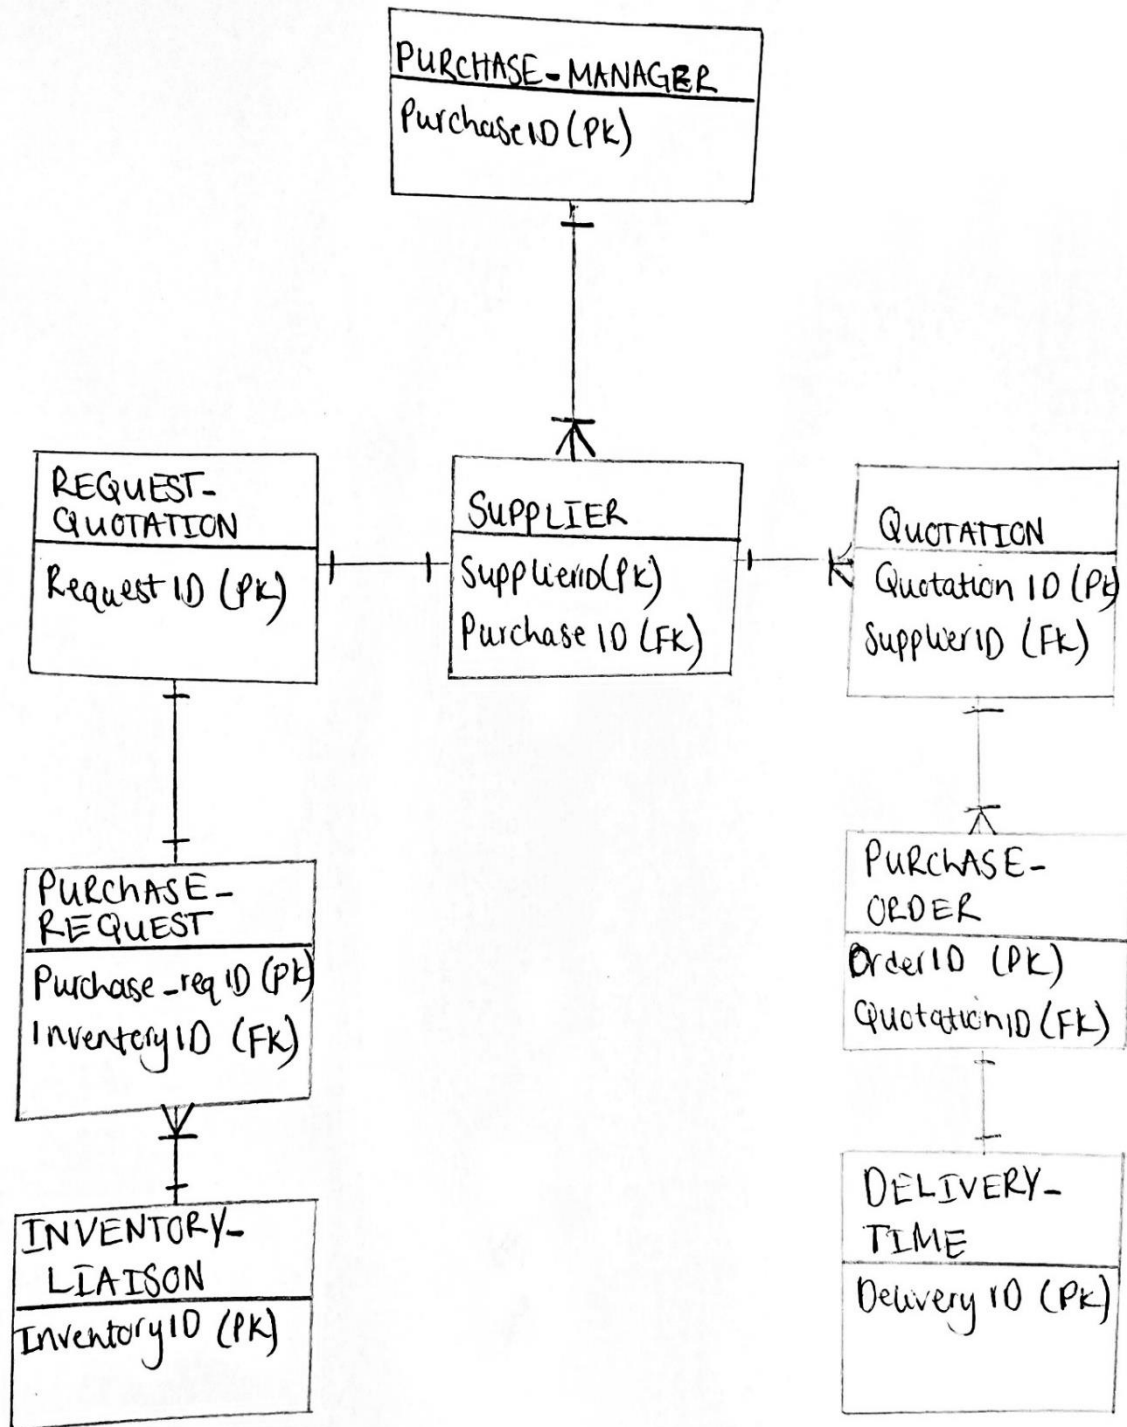 PURCHASE-MANAGER
PurchaseID (PK)
REQUEST-
QUOTATION
Request ID (PK)
SUPPLIER
SupplierID(PK)
Purchase ID (FK)
QUOTATION
Quotation ID (PK)
SupplierID (FK)
PURCHASE-
REQUEST
Purchase-reqID (PK)
InventoryID (FK)
PURCHASE-
ORDER
OrderID (PK)
QuotationID (FK)
INVENTORY-
LIAISON
InventoryID (PK)
DELIVERY-
TIME
Delivery ID (PK)